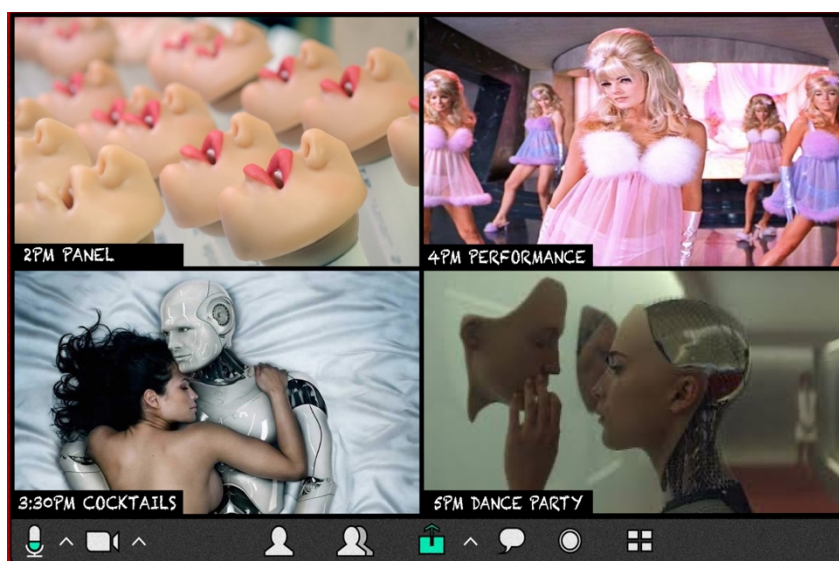 2PM PANEL
4PM PERFORMANCE
3:30PM COCKTAILS
5PM DANCE PARTY